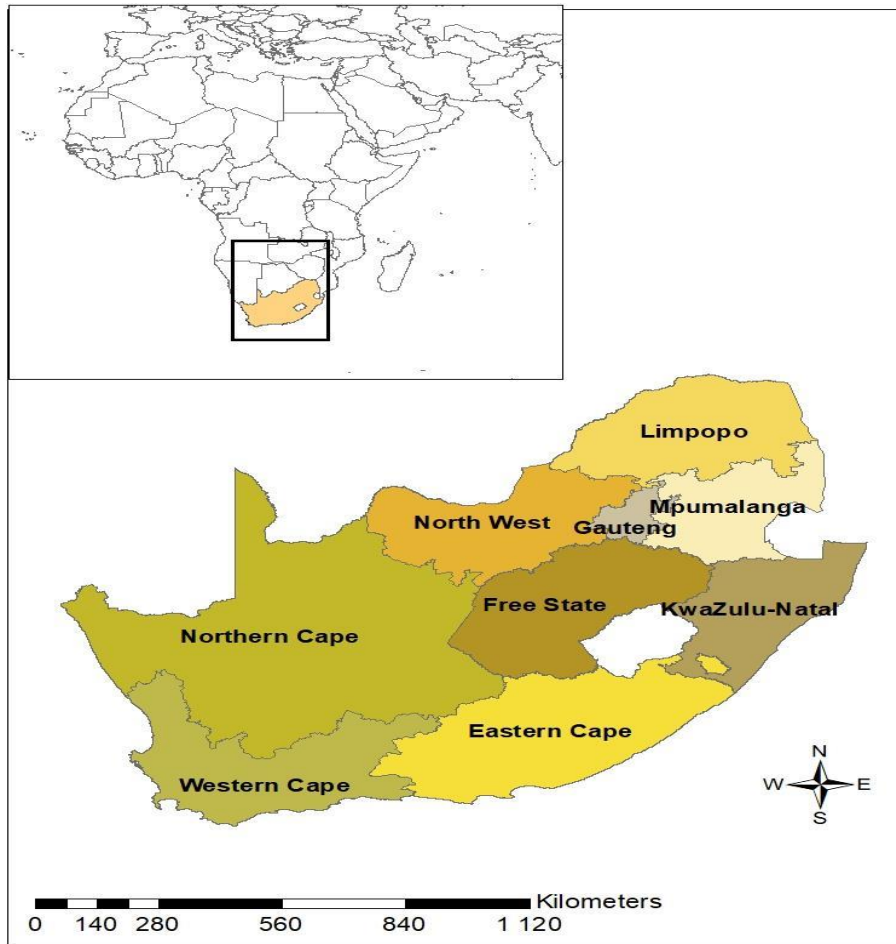 Limpopo
Mpumalanga
North West
Gauteng
Free State
KwaZulu-Natal
Northern Cape
Eastern Cape
Western Cape
N
W E
S
Kilometers
0 140 280 560 840 1 120